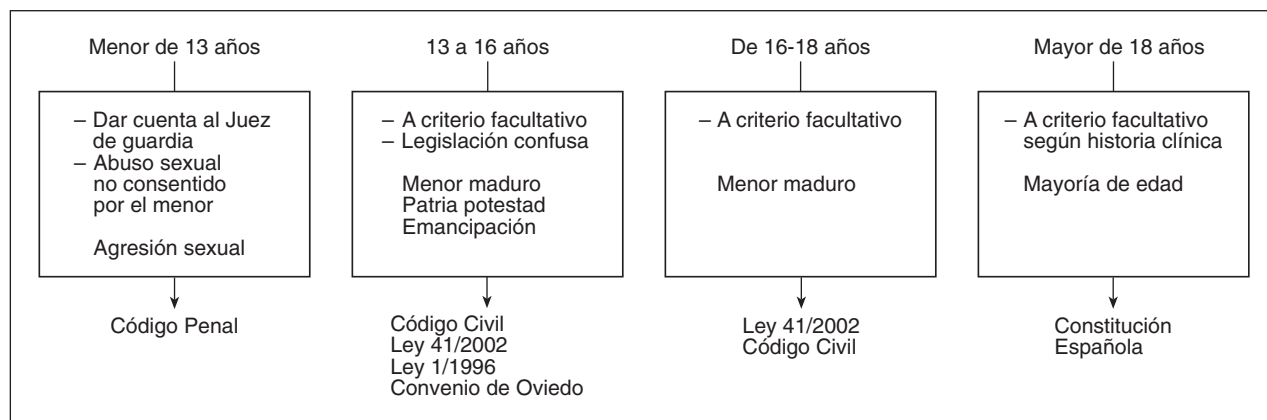 Menor de 13 años
– Dar cuenta al Juez
de guardia
– Abuso sexual
no consentido
por el menor
Agresión sexual
Código Penal
13 a 16 años
– A criterio facultativo
– Legislación confusa
Menor maduro
Patria potestad
Emancipación
Código Civil
Ley 41/2002
Ley 1/1996
Convenio de Oviedo
De 16-18 años
– A criterio facultativo
Menor maduro
Ley 41/2002
Código Civil
Mayor de 18 años
– A criterio facultativo
según historia clínica
Mayoría de edad
Constitución
Española